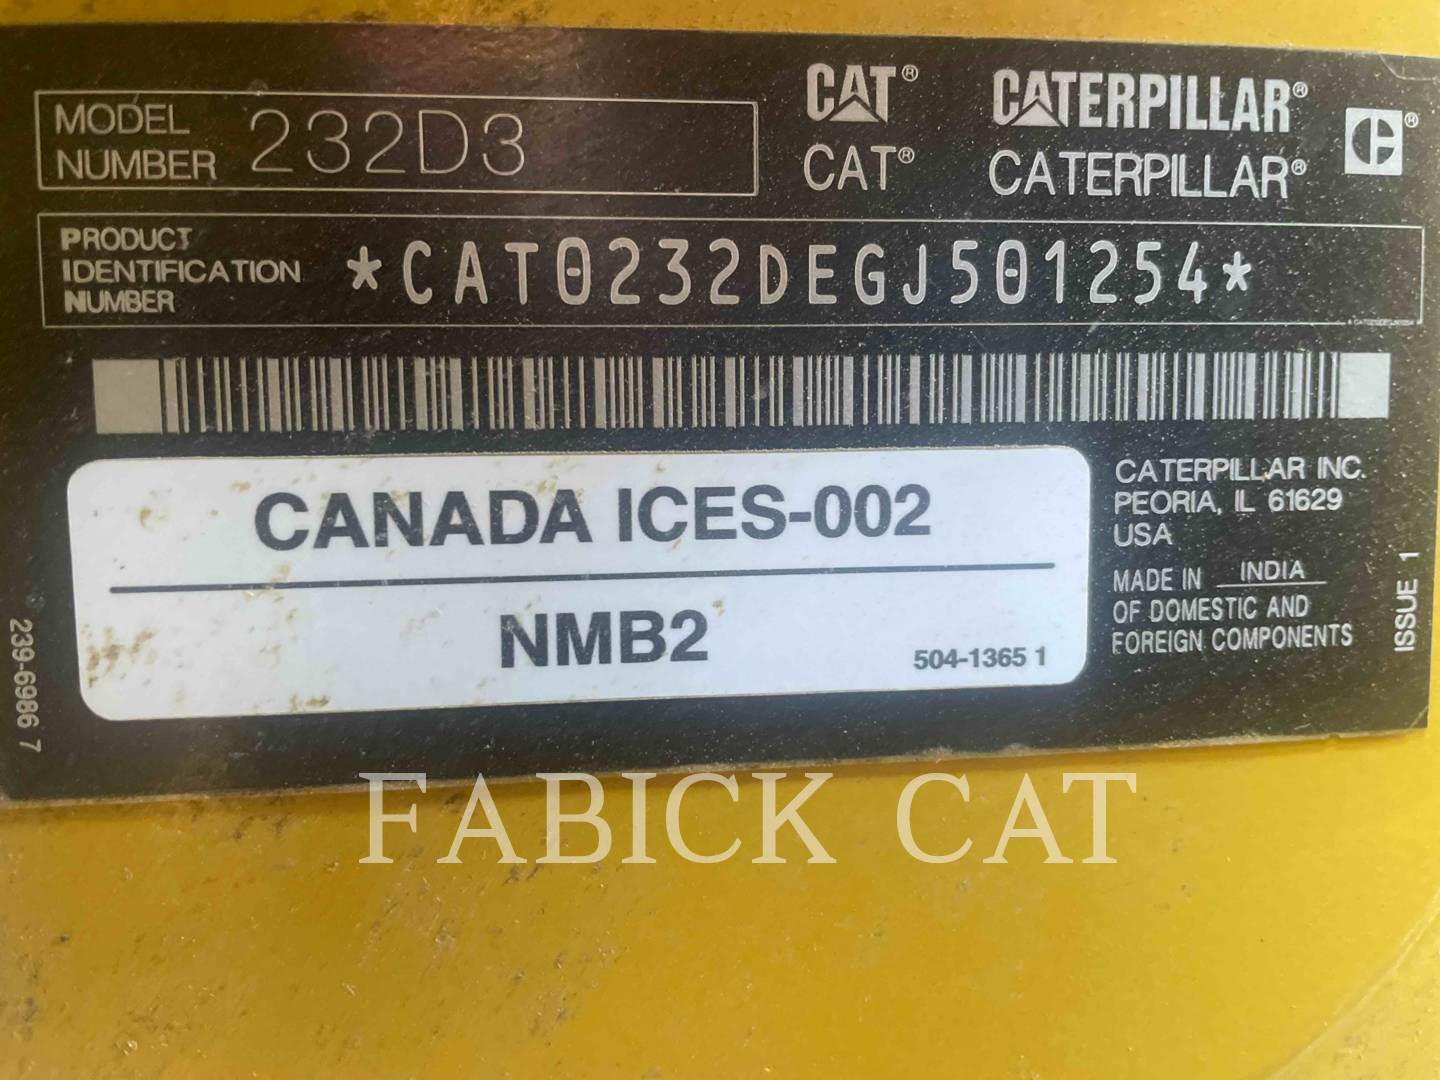 MODEL NUMBER 232D3
CAT® CATERPILLAR®
CAT® CATERPILLAR®
PRODUCT IDENTIFICATION NUMBER *CAT0232DEGJ501254*
CANADA ICES-002
NMB2
504-1365 1
CATERPILLAR INC.
PEORIA, IL 61629
USA
MADE IN INDIA
OF DOMESTIC AND
FOREIGN COMPONENTS
ISSUE 1
239-6986 7
FABICK CAT